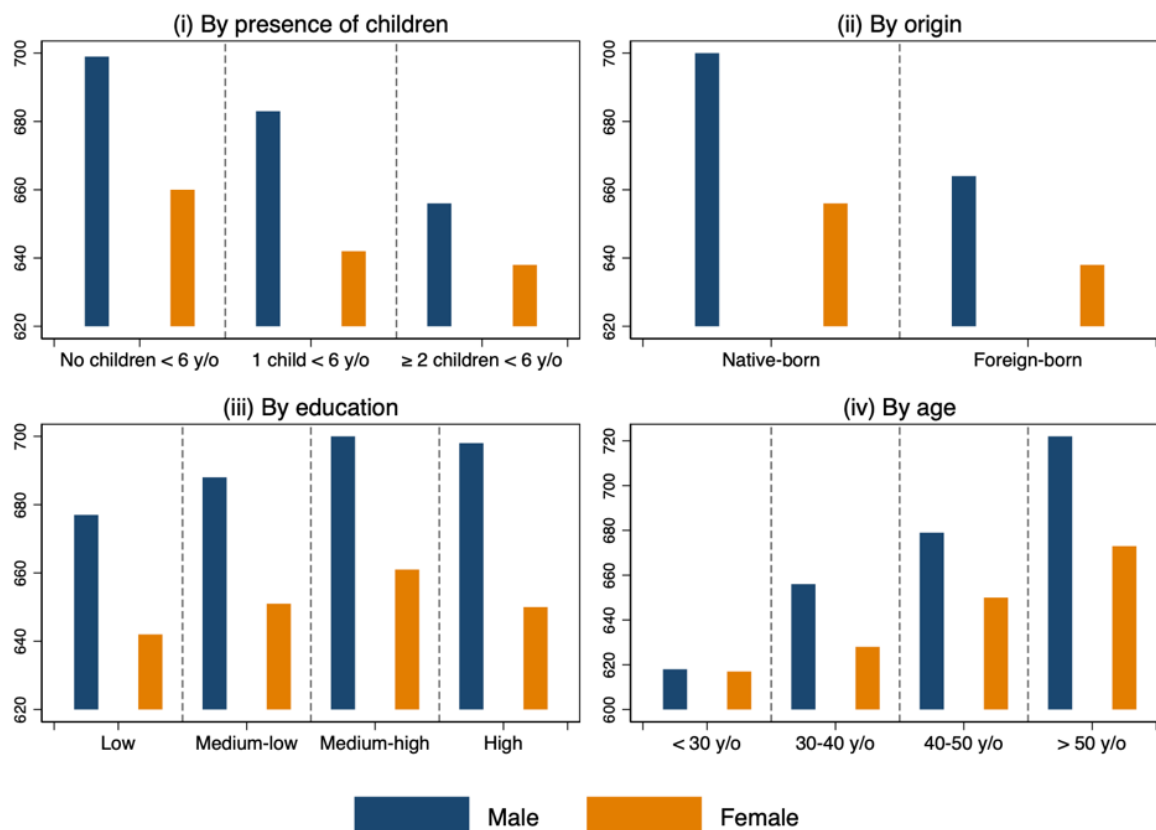 (i) By presence of children
700
680
660
640
620
No children < 6 y/o
1 child < 6 y/o
≥ 2 children < 6 y/o
(ii) By origin
700
680
660
640
620
Native-born
Foreign-born
(iii) By education
700
680
660
640
620
Low
Medium-low
Medium-high
High
(iv) By age
720
700
680
660
640
620
600
< 30 y/o
30-40 y/o
40-50 y/o
> 50 y/o
Male
Female